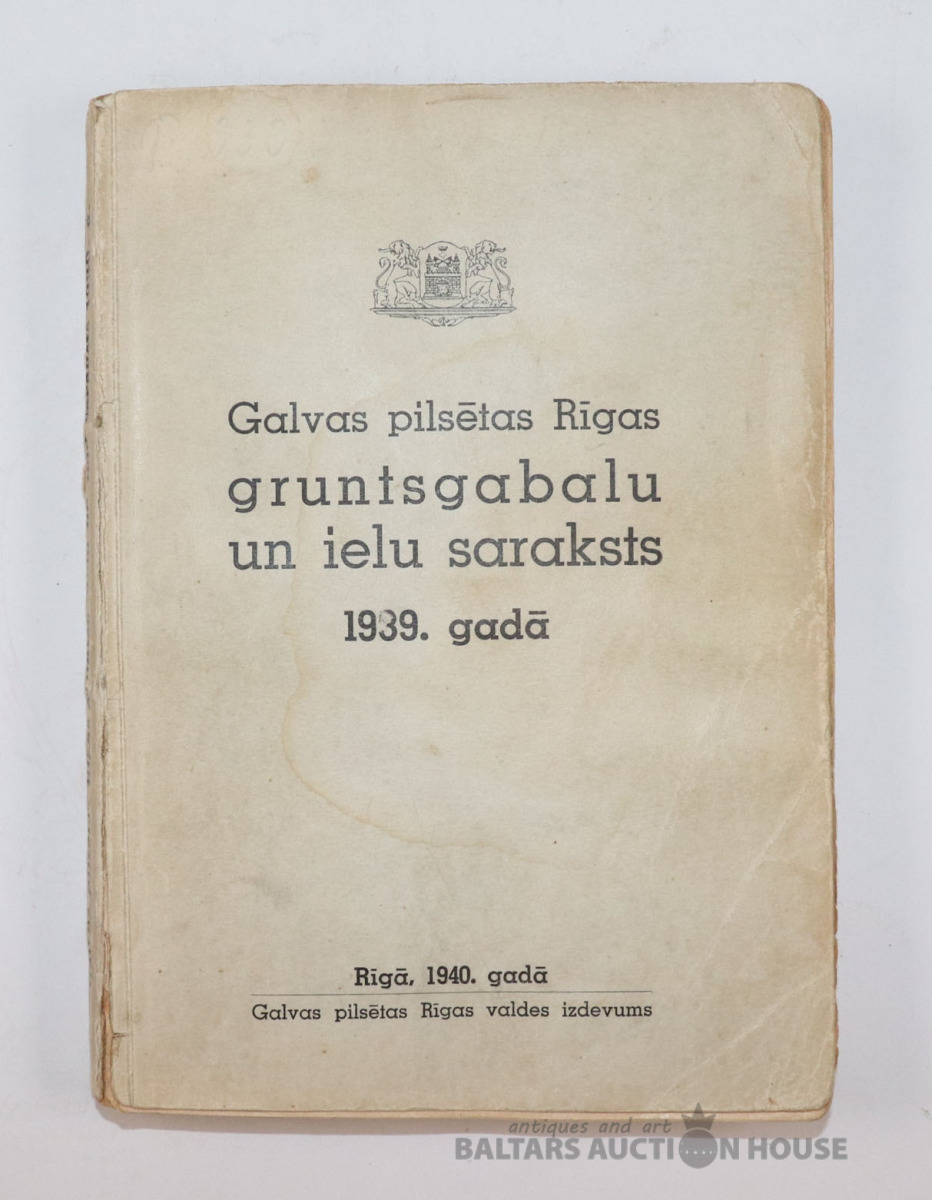 Galvas pilsētas Rīgas
gruntsgabalu
un ielu saraksts
1939. gadā
Rīgā, 1940. gadā
Galvas pilsētas Rīgas valdes izdevums
antiques and art
BALTARS AUCTION HOUSE